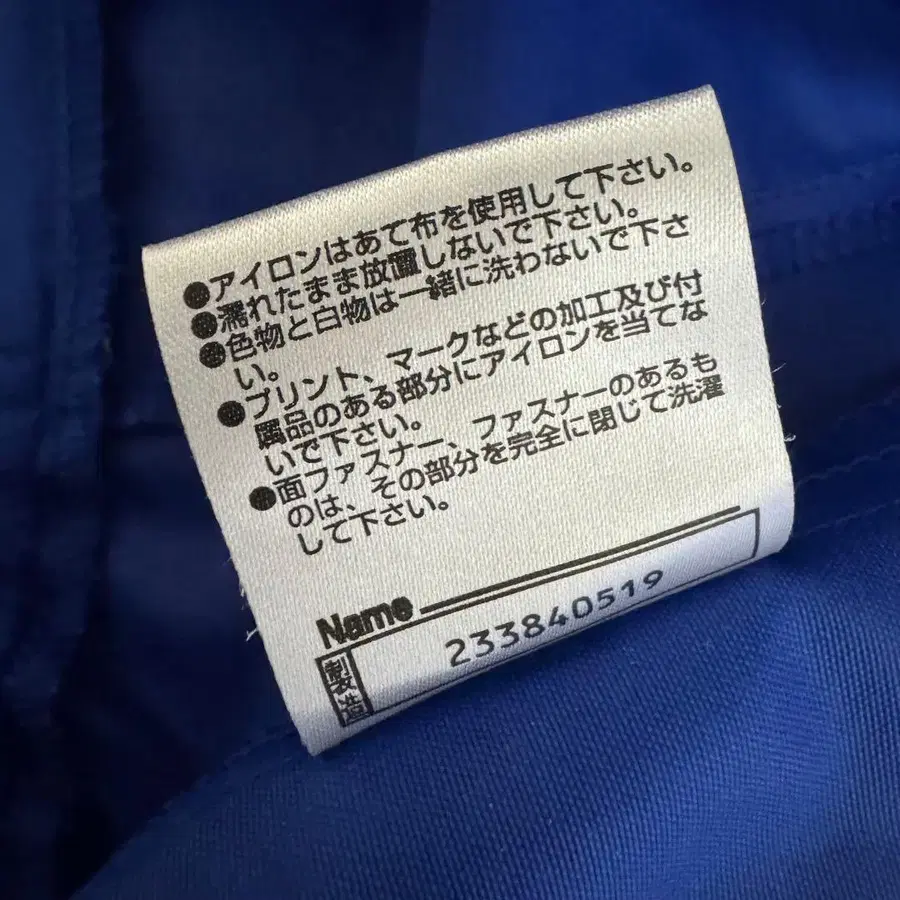 ●アイロンはあて布を使用して下さい。
●濡れたまま放置しないで下さい。
●色物と白物は一緒に洗わないで下さ
い。
●プリント、マークなどの加工及び付
属品のある部分にアイロンを当てな
いで下さい。
●面ファスナー、ファスナーのあるも
のは、その部分を完全に閉じて洗濯
して下さい。
Name
233840519